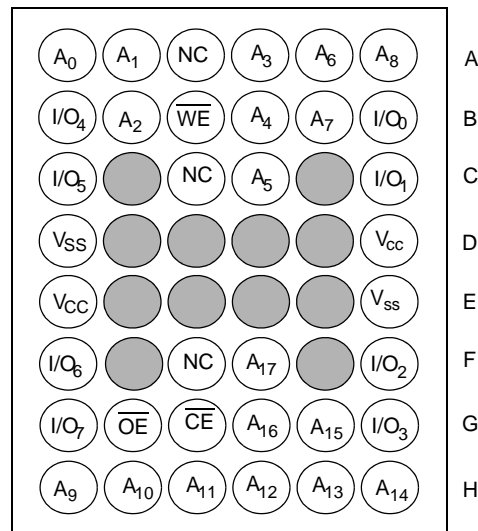 A0 A1 NC A3 A6 A8 A
I/O4 A2 WE A4 A7 I/O0 B
I/O5 NC A5 I/O1 C
VSS Vcc D
VCC Vss E
I/O6 NC A17 I/O2 F
I/O7 OE CE A16 A15 I/O3 G
A9 A10 A11 A12 A13 A14 H